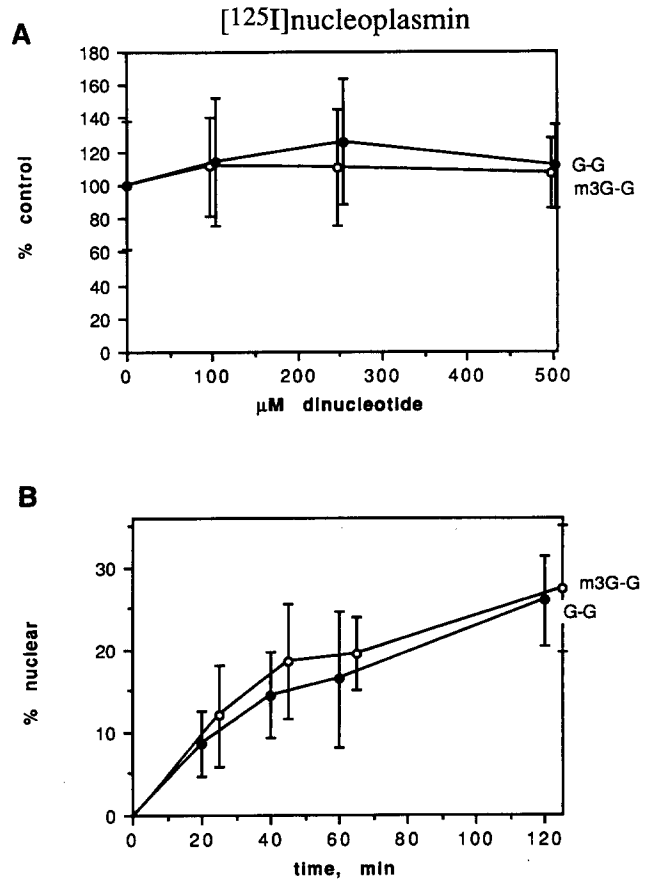 [125I]nucleoplasmin
A
180
160
140
120
100
80
60
40
20
0
% control
G-G
m3G-G
0 100 200 300 400 500
µM dinucleotide
B
30
20
10
0
% nuclear
m3G-G
G-G
0 20 40 60 80 100 120
time, min